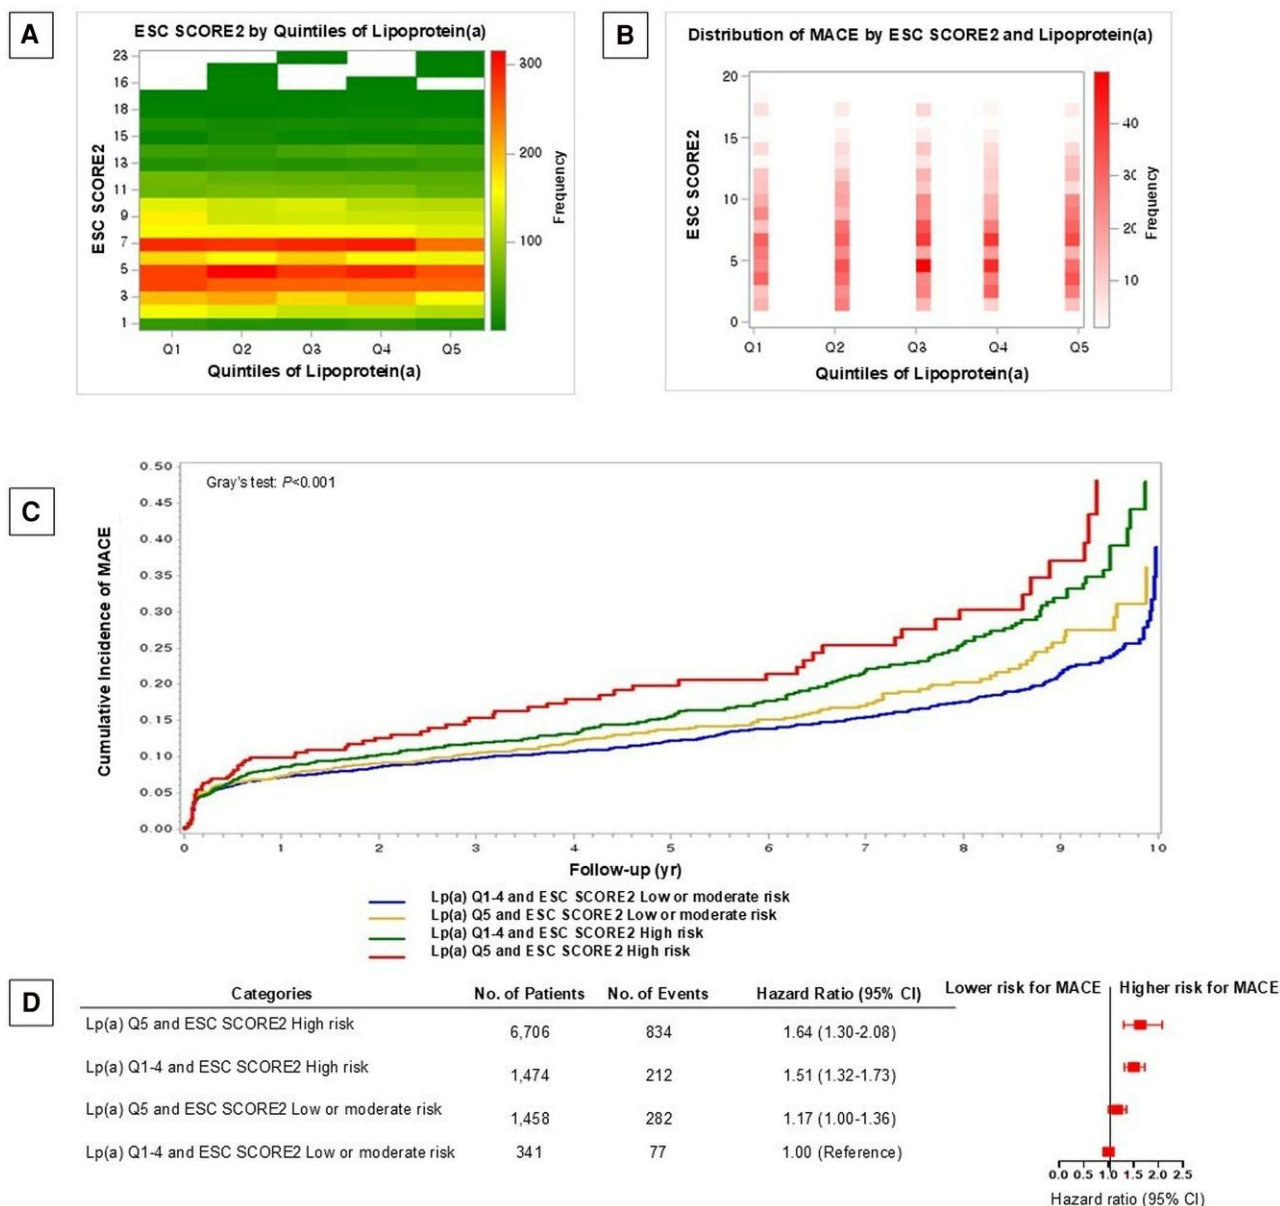 A
ESC SCORE2 by Quintiles of Lipoprotein(a)
23
16
18
15
13
11
9
7
5
3
1
ESC SCORE2
Q1 Q2 Q3 Q4 Q5
Quintiles of Lipoprotein(a)
300
200
100
Frequency
B
Distribution of MACE by ESC SCORE2 and Lipoprotein(a)
20
15
10
5
0
ESC SCORE2
Q1 Q2 Q3 Q4 Q5
Quintiles of Lipoprotein(a)
40
10
Frequency
C
Gray's test: P<0.001
0.50
0.45
0.40
0.35
0.30
0.25
0.20
0.15
0.10
0.05
0.00
Cumulative Incidence of MACE
0 1 2 3 4 5 6 7 8 9 10
Follow-up (yr)
Lp(a) Q1-4 and ESC SCORE2 Low or moderate risk
Lp(a) Q5 and ESC SCORE2 Low or moderate risk
Lp(a) Q1-4 and ESC SCORE2 High risk
Lp(a) Q5 and ESC SCORE2 High risk
D
Categories No. of Patients No. of Events Hazard Ratio (95% CI) Lower risk for MACE Higher risk for MACE
Lp(a) Q5 and ESC SCORE2 High risk 6,706 834 1.64 (1.30-2.08)
Lp(a) Q1-4 and ESC SCORE2 High risk 1,474 212 1.51 (1.32-1.73)
Lp(a) Q5 and ESC SCORE2 Low or moderate risk 1,458 282 1.17 (1.00-1.36)
Lp(a) Q1-4 and ESC SCORE2 Low or moderate risk 341 77 1.00 (Reference)
0.0 0.5 1.0 1.5 2.0 2.5
Hazard ratio (95% CI)